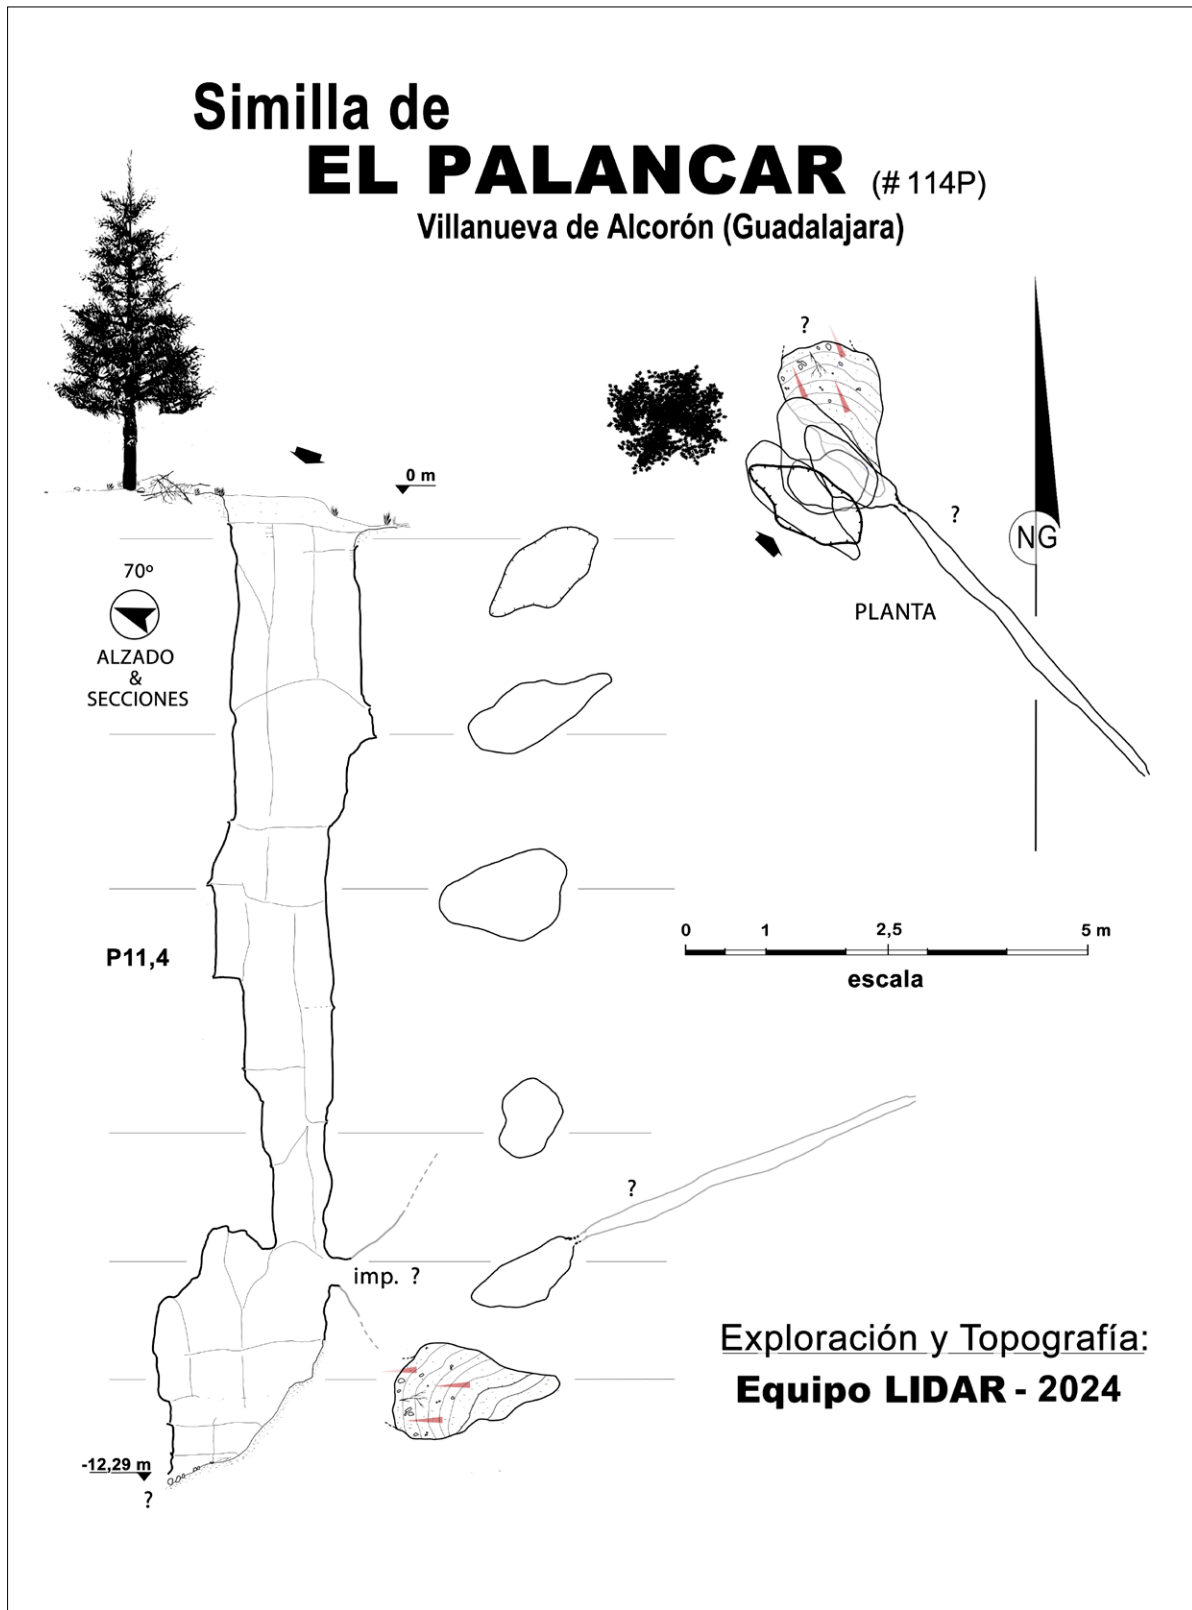 Similla de
EL PALANCAR (# 114P)
Villanueva de Alcorón (Guadalajara)
?
0 m
?
NG
70º
ALZADO
&
SECCIONES
PLANTA
0 1 2,5 5 m
escala
P11,4
?
imp. ?
Exploración y Topografía:
Equipo LIDAR - 2024
-12,29 m
?